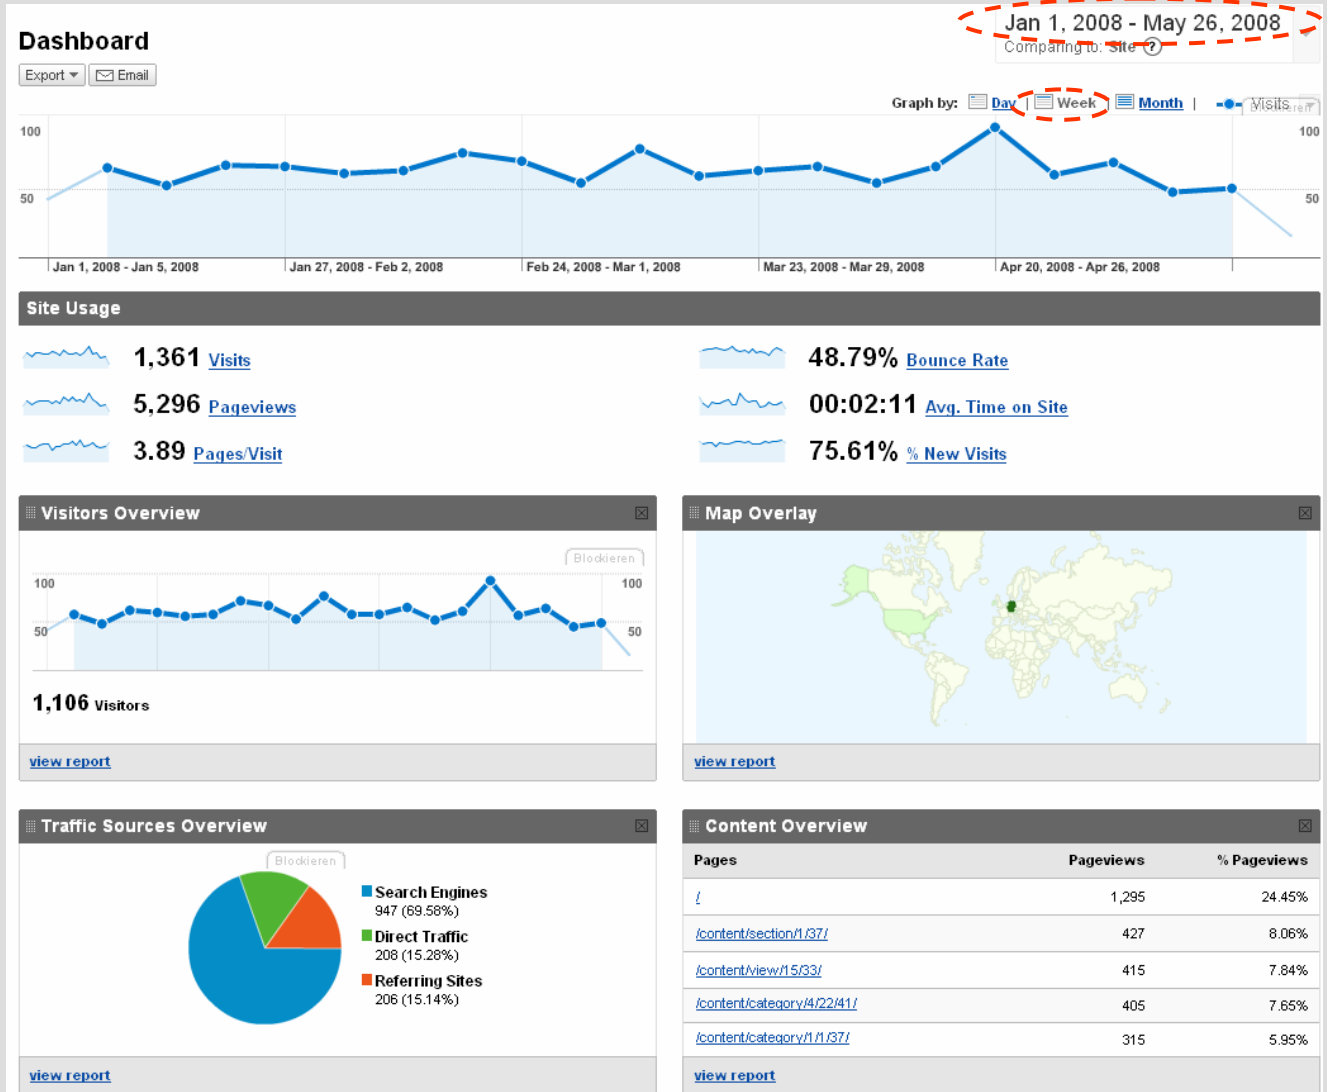 Jan 1, 2008 - May 26, 2008
Dashboard
Comparing to: Site ?
Export Email
Graph by: Day | Week | Month | Visits
Blockieren
100 100
50 50
Jan 1, 2008 - Jan 5, 2008 Jan 27, 2008 - Feb 2, 2008 Feb 24, 2008 - Mar 1, 2008 Mar 23, 2008 - Mar 29, 2008 Apr 20, 2008 - Apr 26, 2008
Site Usage
1,361 Visits
48.79% Bounce Rate
5,296 Pageviews
00:02:11 Avg. Time on Site
3.89 Pages/Visit
75.61% % New Visits
Visitors Overview
Blockieren
100 100
50 50
1,106 Visitors
view report
Map Overlay
view report
Traffic Sources Overview
Blockieren
Search Engines
947 (69.58%)
Direct Traffic
208 (15.28%)
Referring Sites
206 (15.14%)
view report
Content Overview
Pages Pageviews % Pageviews
/ 1,295 24.45%
/content/section/1/37/ 427 8.06%
/content/view/15/33/ 415 7.84%
/content/category/4/22/41/ 405 7.65%
/content/category/1/1/37/ 315 5.95%
view report